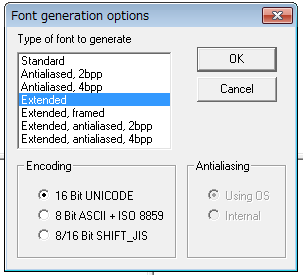 Font generation options
Type of font to generate
Standard
Antialiased, 2bpp
Antialiased, 4bpp
Extended
Extended, framed
Extended, antialiased, 2bpp
Extended, antialiased, 4bpp
OK
Cancel
Encoding
16 Bit UNICODE
8 Bit ASCII + ISO 8859
8/16 Bit SHIFT_JIS
Antialiasing
Using OS
Internal